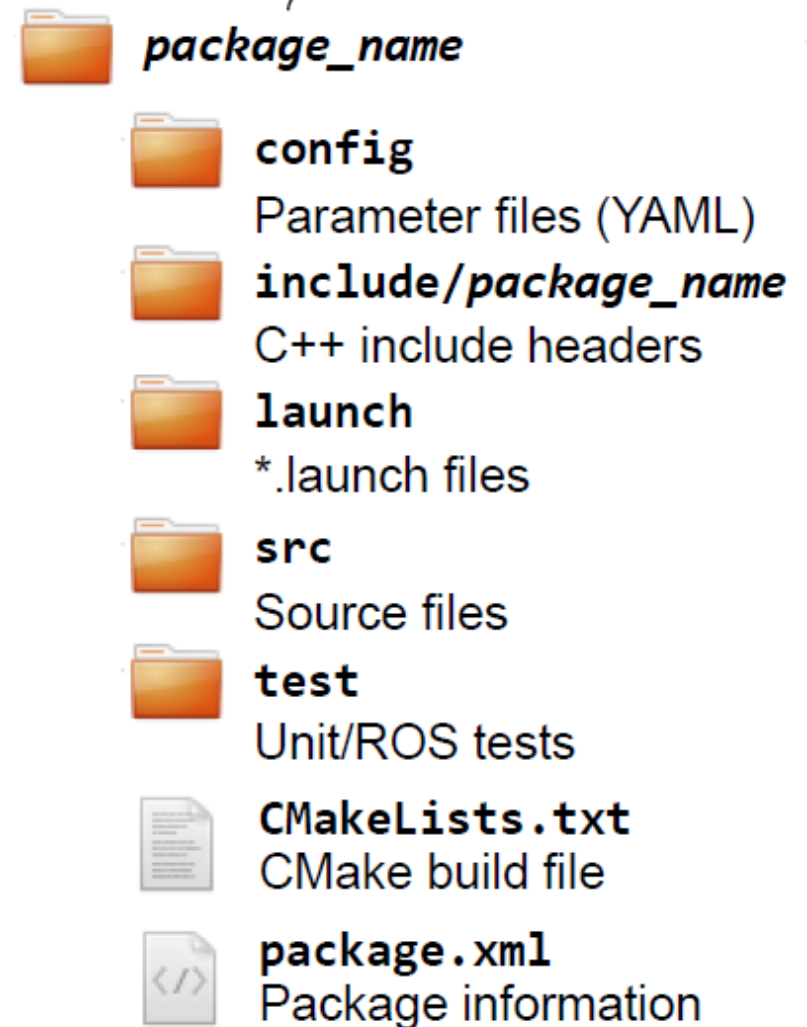 package_name
config
Parameter files (YAML)
include/package_name
C++ include headers
launch
*.launch files
src
Source files
test
Unit/ROS tests
CMakeLists.txt
CMake build file
package.xml
Package information